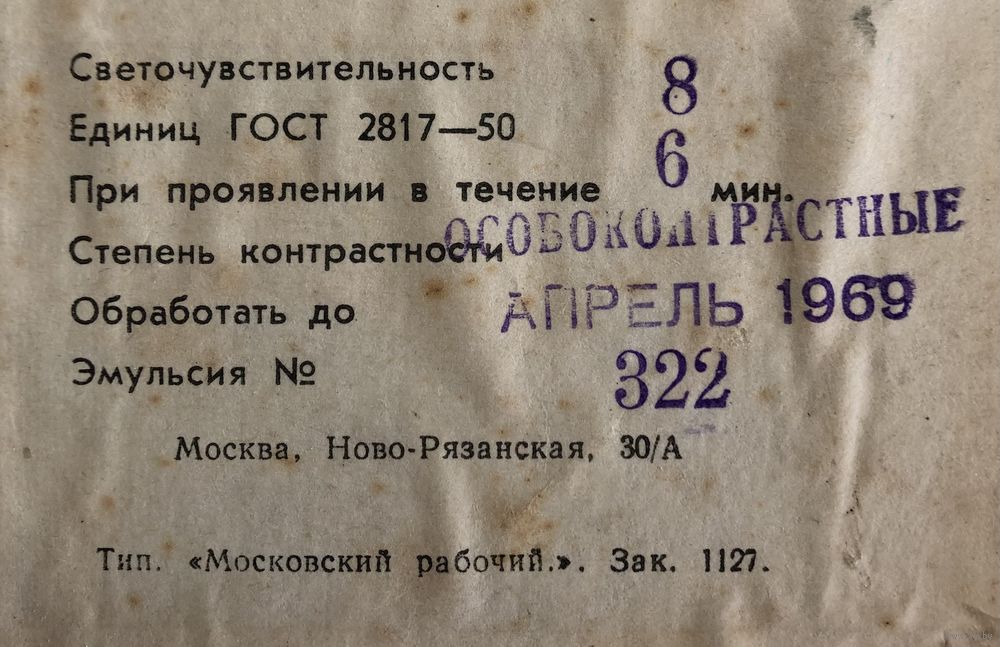 Светочувствительность 8
Единиц ГОСТ 2817—50
При проявлении в течение 6 мин.
Степень контрастности ОСОБОКОНТРАСТНЫЕ
Обработать до АПРЕЛЬ 1969
Эмульсия № 322
Москва, Ново-Рязанская, 30/А
Тип. «Московский рабочий.». Зак. 1127.